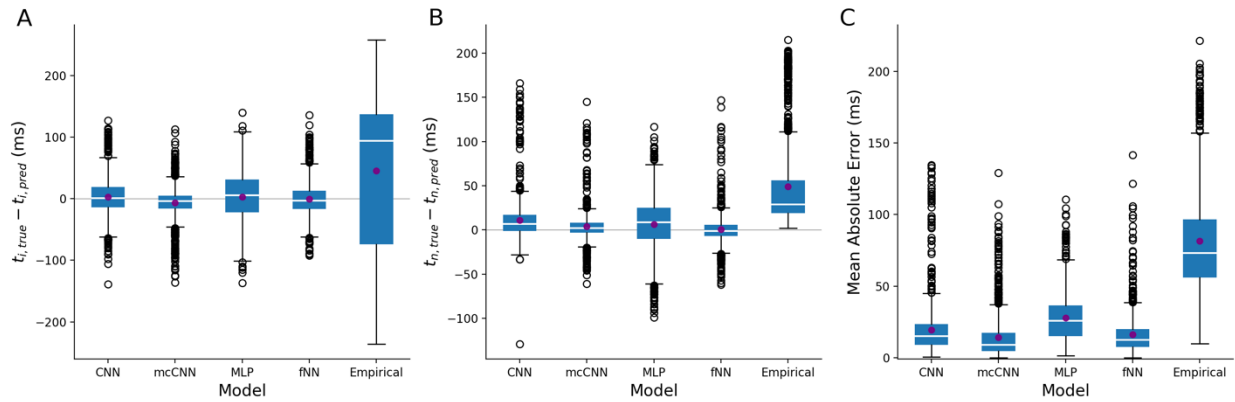 A
t_{i,true} − t_{i,pred} (ms)
200
100
0
−100
−200
CNN
mcCNN
MLP
fNN
Empirical
Model
B
t_{n,true} − t_{n,pred} (ms)
200
150
100
50
0
−50
−100
CNN
mcCNN
MLP
fNN
Empirical
Model
C
Mean Absolute Error (ms)
200
150
100
50
0
CNN
mcCNN
MLP
fNN
Empirical
Model